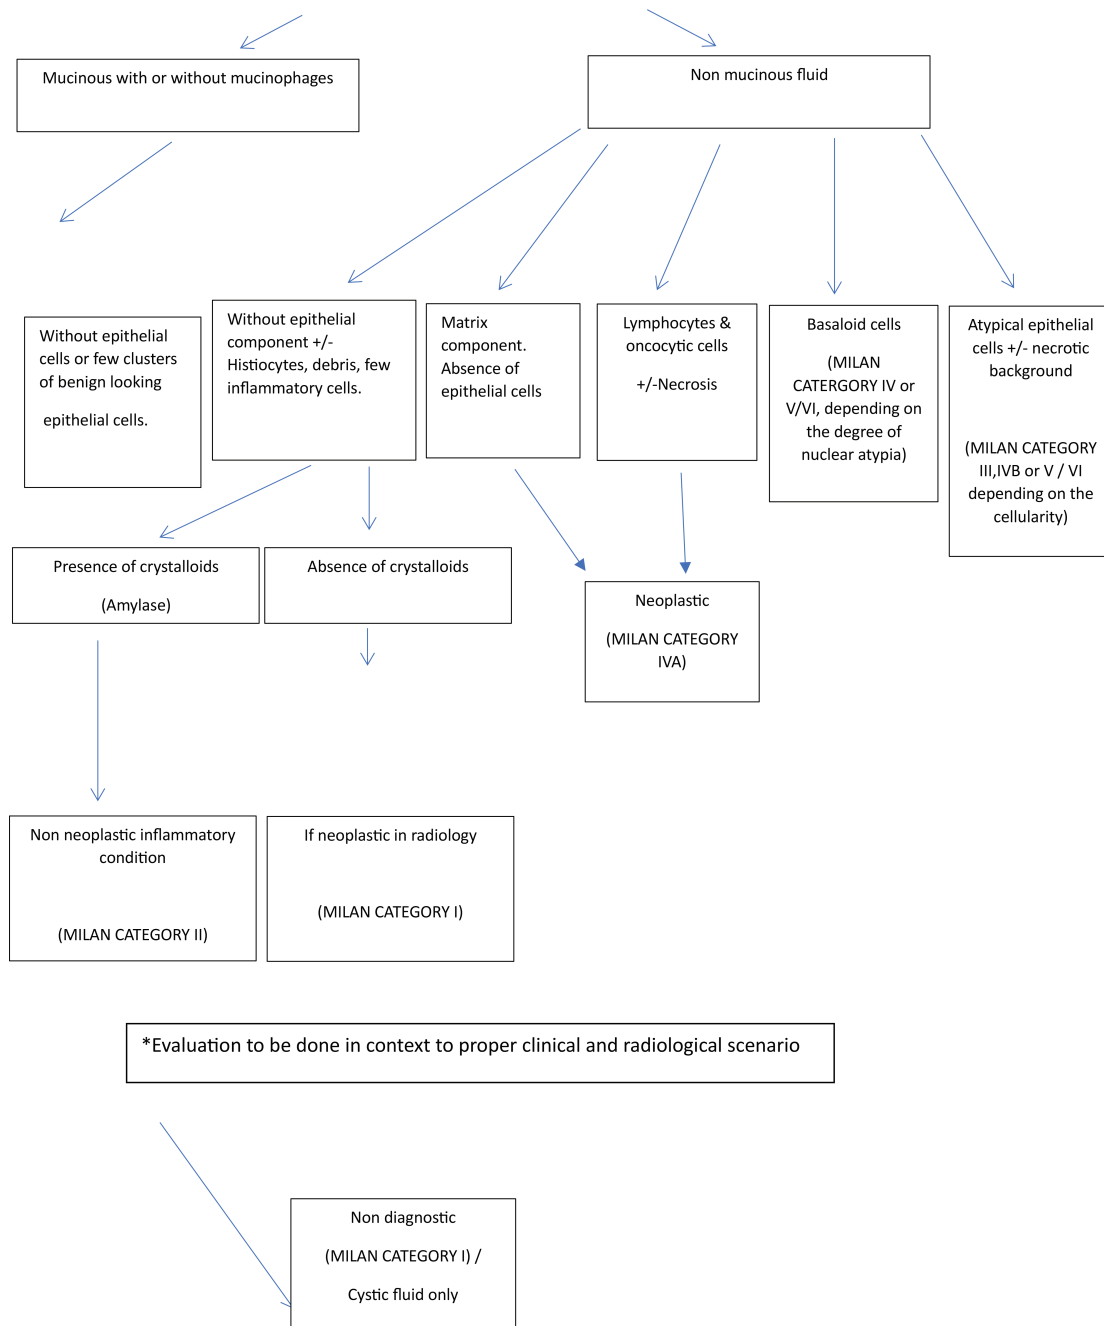 Mucinous with or without mucinophages
Non mucinous fluid
Without epithelial
cells or few clusters
of benign looking
epithelial cells.
Without epithelial
component +/-
Histiocytes, debris, few
inflammatory cells.
Matrix
component.
Absence of
epithelial cells
Lymphocytes &
oncocytic cells
+/-Necrosis
Basaloid cells
(MILAN
CATERGORY IV or
V/VI, depending on
the degree of
nuclear atypia)
Atypical epithelial
cells +/- necrotic
background
(MILAN CATEGORY
III,IVB or V / VI
depending on the
cellularity)
Presence of crystalloids
(Amylase)
Absence of crystalloids
Neoplastic
(MILAN CATEGORY
IVA)
Non neoplastic inflammatory
condition
(MILAN CATEGORY II)
If neoplastic in radiology
(MILAN CATEGORY I)
*Evaluation to be done in context to proper clinical and radiological scenario
Non diagnostic
(MILAN CATEGORY I) /
Cystic fluid only